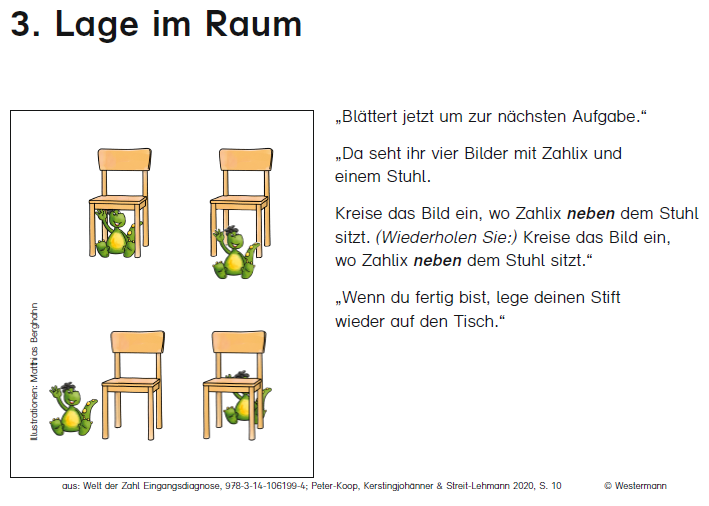 3. Lage im Raum
„Blättert jetzt um zur nächsten Aufgabe.“
„Da seht ihr vier Bilder mit Zahlix und
einem Stuhl.
Kreise das Bild ein, wo Zahlix neben dem Stuhl
sitzt. (Wiederholen Sie:) Kreise das Bild ein,
wo Zahlix neben dem Stuhl sitzt.“
„Wenn du fertig bist, lege deinen Stift
wieder auf den Tisch.“
Illustrationen: Matthias Berghahn
aus: Welt der Zahl Eingangsdiagnose, 978-3-14-106199-4; Peter-Koop, Kerstingjohänner & Streit-Lehmann 2020, S. 10
© Westermann